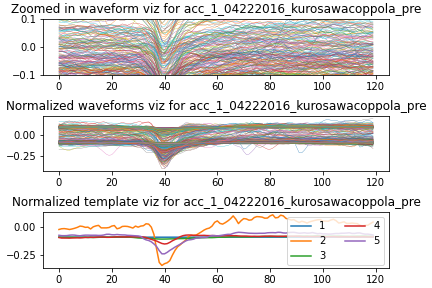 Zoomed in waveform viz for acc_1_04222016_kurosawacoppola_pre
0.1
0.0
−0.1
0 20 40 60 80 100 120
Normalized waveforms viz for acc_1_04222016_kurosawacoppola_pre
0.00
−0.25
0 20 40 60 80 100 120
Normalized template viz for acc_1_04222016_kurosawacoppola_pre
0.00
−0.25
1 4
2 5
3
0 20 40 60 80 100 120